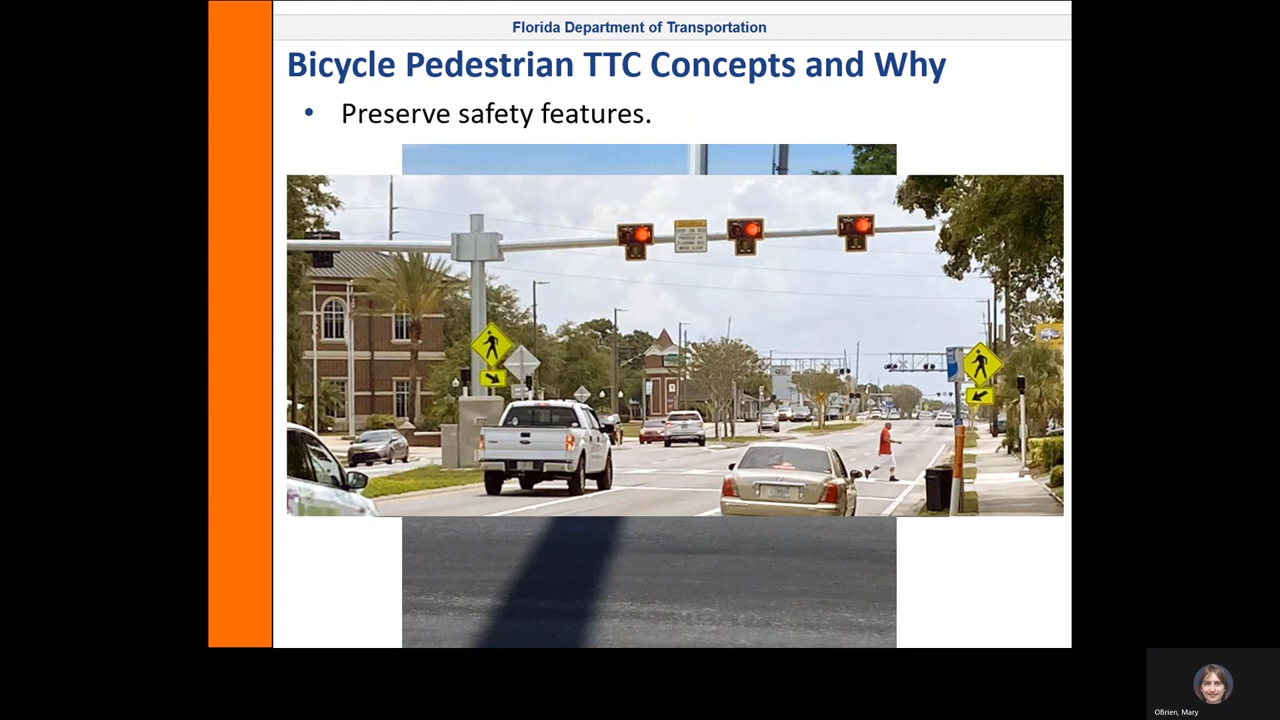 Florida Department of Transportation
Bicycle Pedestrian TTC Concepts and Why
• Preserve safety features.
OBrien, Mary